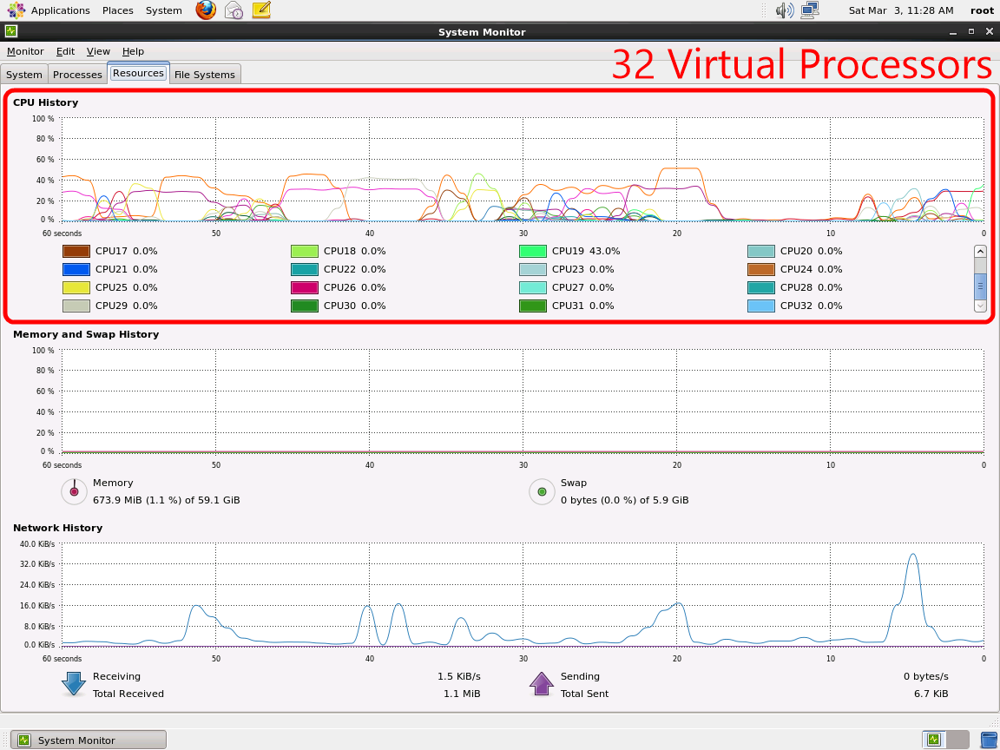 Applications Places System Sat Mar 3, 11:28 AM root
System Monitor
Monitor Edit View Help
32 Virtual Processors
System Processes Resources File Systems
CPU History
100 %
80 %
60 %
40 %
20 %
0 %
60 seconds 50 40 30 20 10 0
CPU17 0.0% CPU18 0.0% CPU19 43.0% CPU20 0.0%
CPU21 0.0% CPU22 0.0% CPU23 0.0% CPU24 0.0%
CPU25 0.0% CPU26 0.0% CPU27 0.0% CPU28 0.0%
CPU29 0.0% CPU30 0.0% CPU31 0.0% CPU32 0.0%
Memory and Swap History
100 %
80 %
60 %
40 %
20 %
0 %
60 seconds 50 40 30 20 10 0
Memory Swap
673.9 MiB (1.1 %) of 59.1 GiB 0 bytes (0.0 %) of 5.9 GiB
Network History
40.0 KiB/s
32.0 KiB/s
24.0 KiB/s
16.0 KiB/s
8.0 KiB/s
0.0 KiB/s
60 seconds 50 40 30 20 10 0
Receiving 1.5 KiB/s Sending 0 bytes/s
Total Received 1.1 MiB Total Sent 6.7 KiB
System Monitor